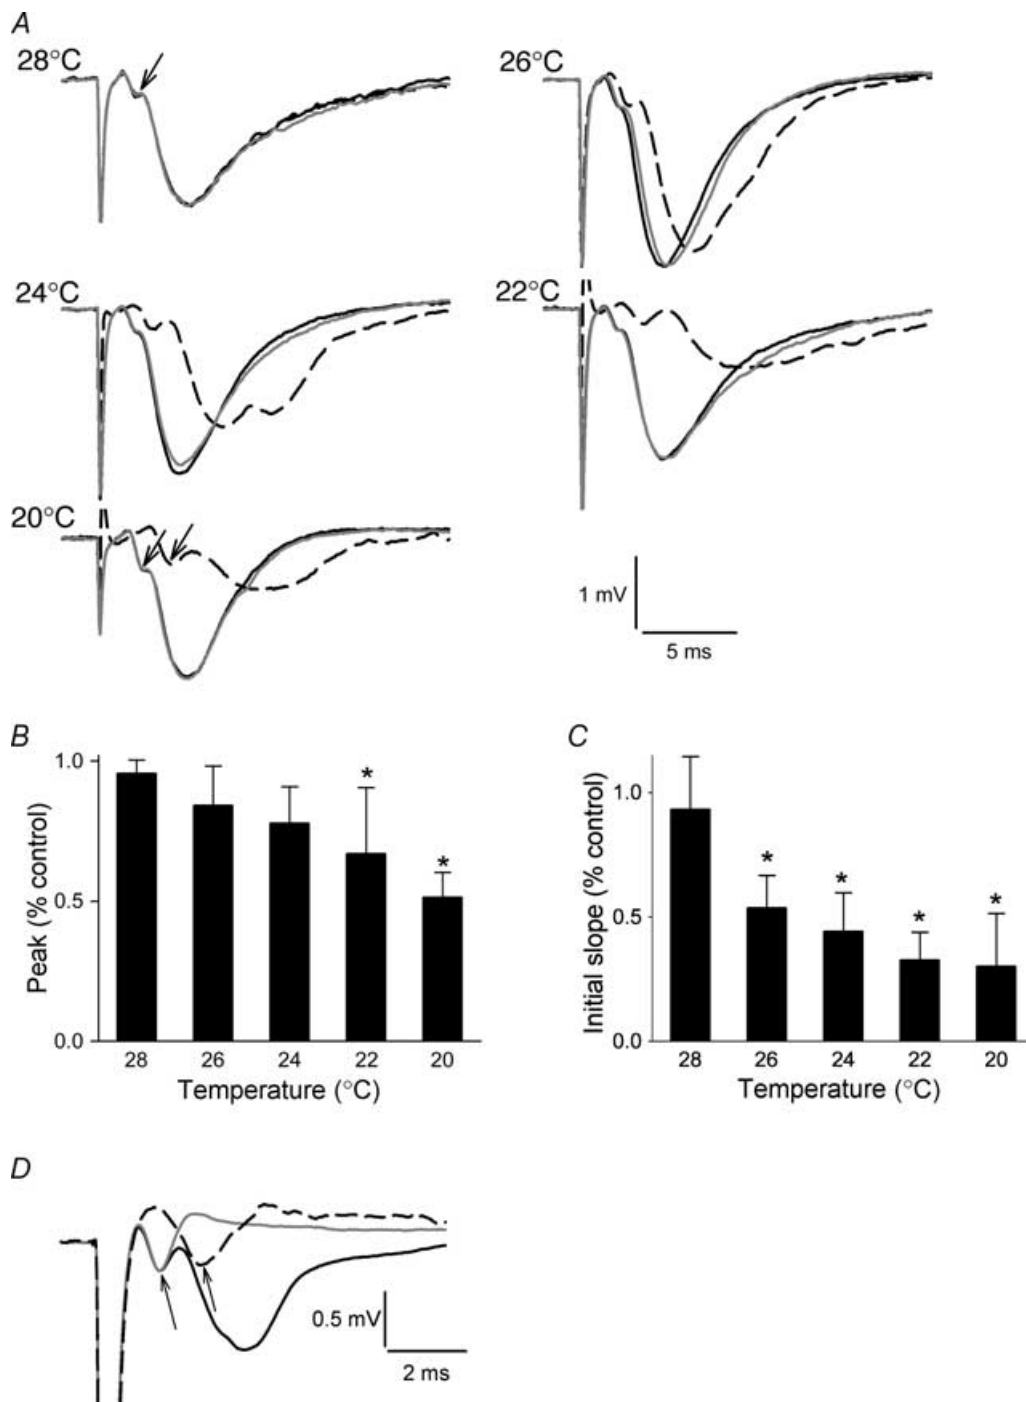 A
28°C
26°C
24°C
22°C
20°C
1 mV
5 ms
B
Peak (% control)
1.0
0.5
0.0
*
*
28 26 24 22 20
Temperature (°C)
C
Initial slope (% control)
1.0
0.5
0.0
*
*
*
*
28 26 24 22 20
Temperature (°C)
D
0.5 mV
2 ms